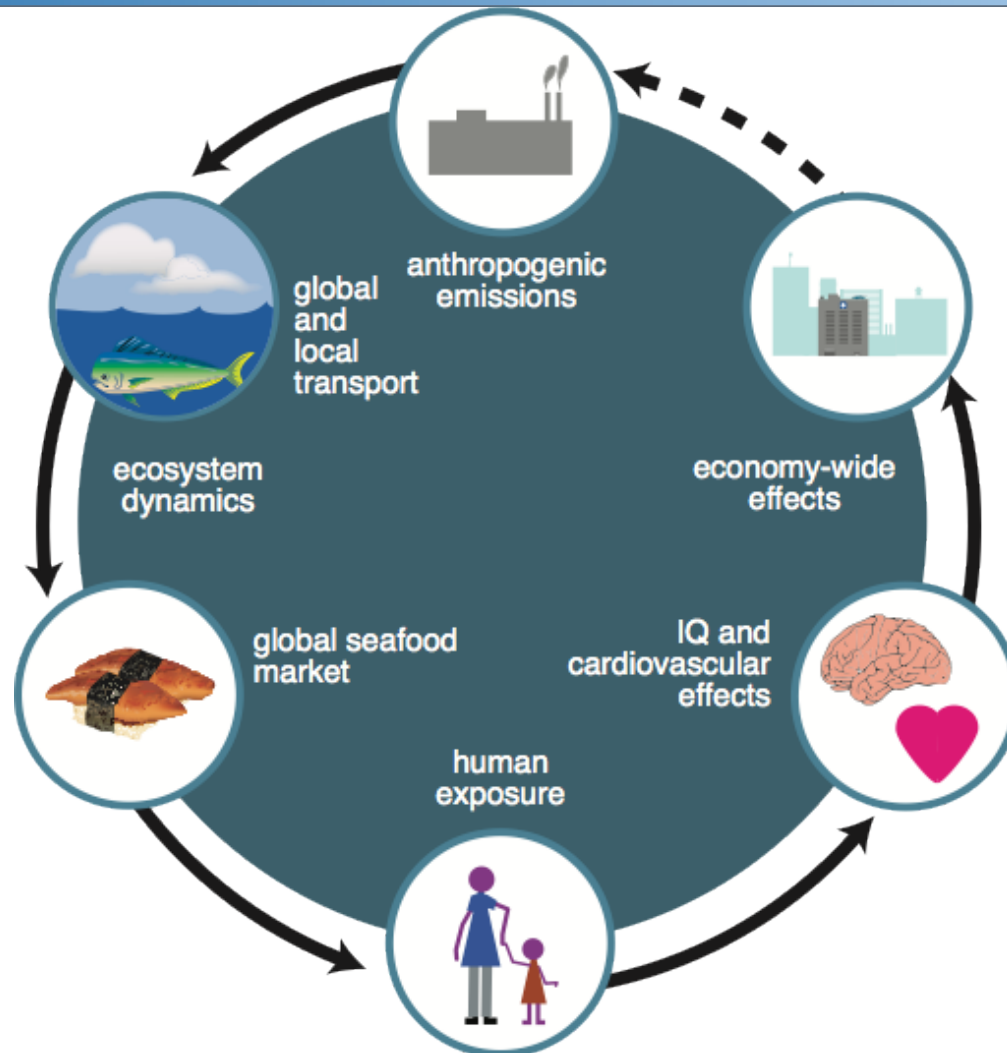 anthropogenic
emissions
global
and
local
transport
ecosystem
dynamics
economy-wide
effects
global seafood
market
IQ and
cardiovascular
effects
human
exposure